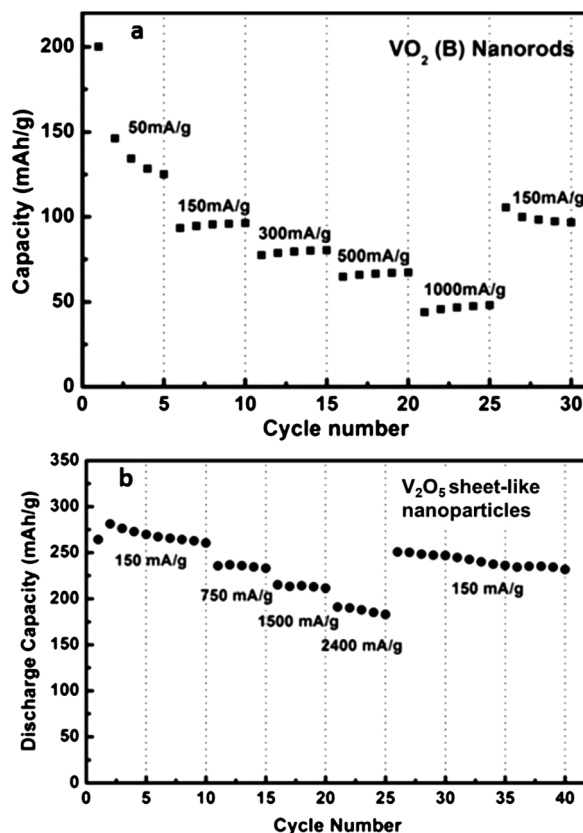 a
VO₂ (B) Nanorods
200
150
100
50
0
Capacity (mAh/g)
50mA/g
150mA/g
300mA/g
500mA/g
1000mA/g
150mA/g
0 5 10 15 20 25 30
Cycle number
b
V₂O₅ sheet-like
nanoparticles
350
300
250
200
150
100
50
0
Discharge Capacity (mAh/g)
150 mA/g
750 mA/g
1500 mA/g
2400 mA/g
150 mA/g
0 5 10 15 20 25 30 35 40
Cycle Number